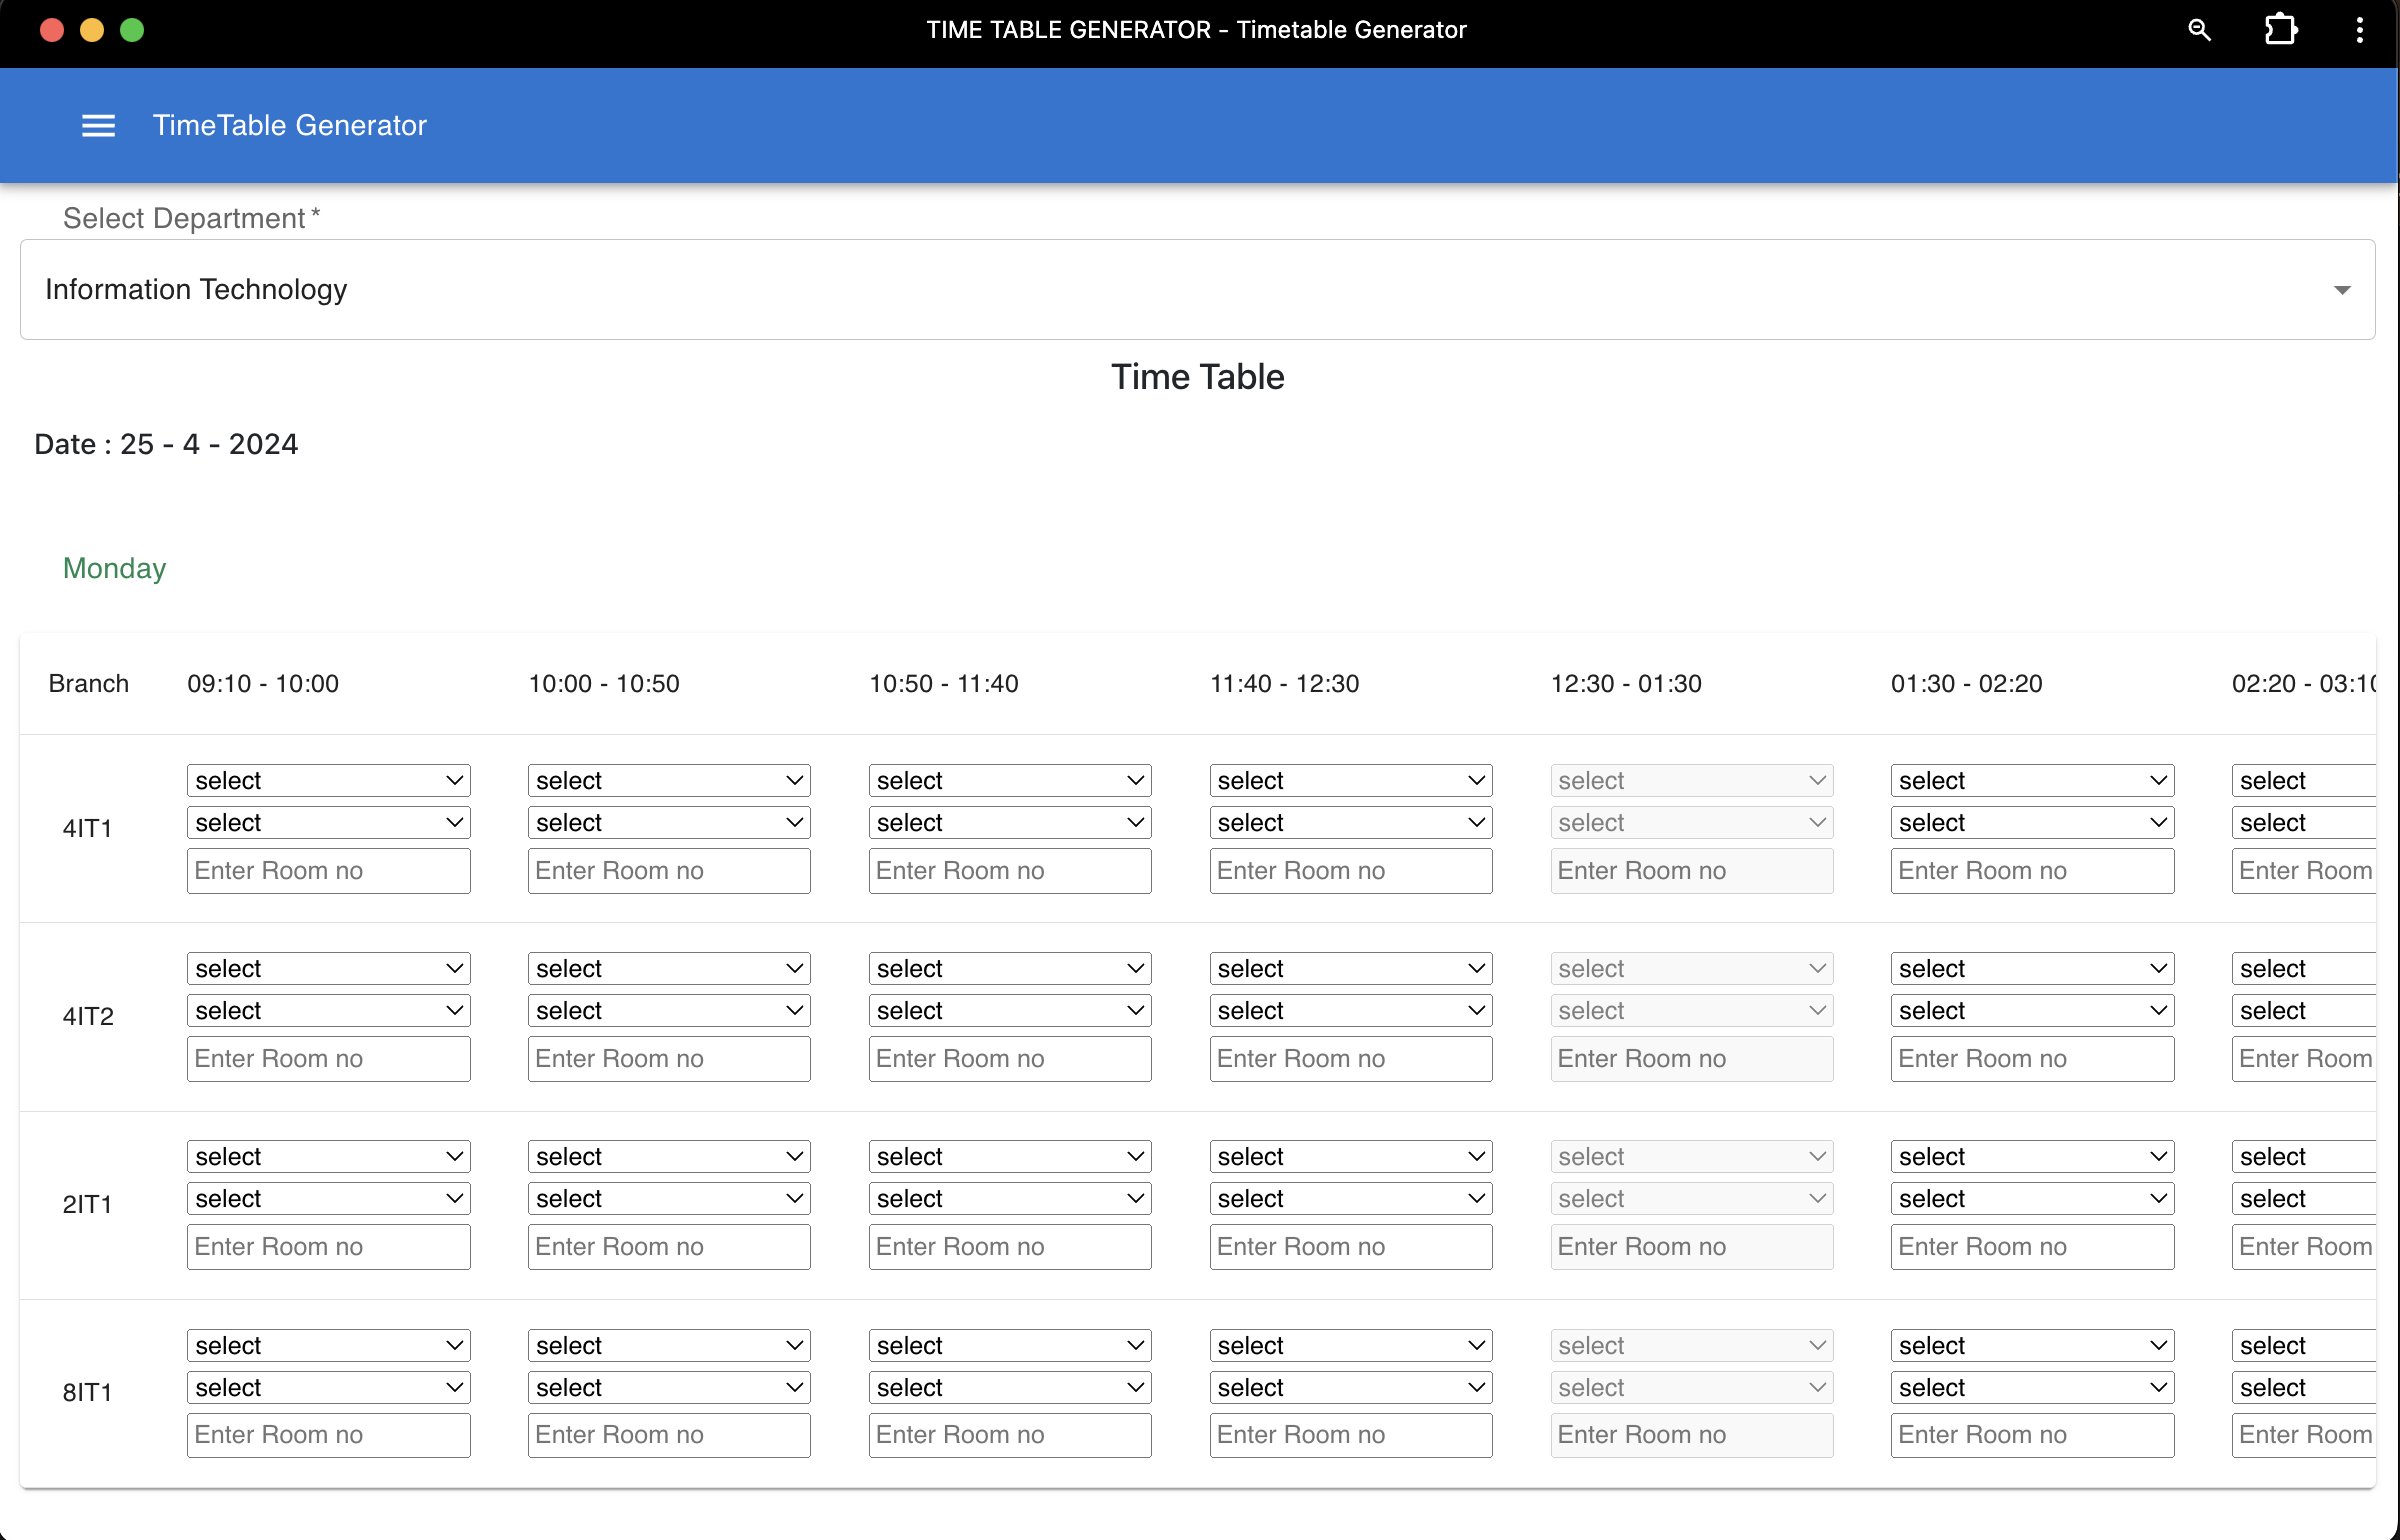 TIME TABLE GENERATOR - Timetable Generator
TimeTable Generator
Select Department *
Information Technology
Time Table
Date : 25 - 4 - 2024
Monday
Branch 09:10 - 10:00 10:00 - 10:50 10:50 - 11:40 11:40 - 12:30 12:30 - 01:30 01:30 - 02:20 02:20 - 03:10
select select select select select select select
4IT1 select select select select select select select
Enter Room no Enter Room no Enter Room no Enter Room no Enter Room no Enter Room no Enter Room
select select select select select select select
4IT2 select select select select select select select
Enter Room no Enter Room no Enter Room no Enter Room no Enter Room no Enter Room no Enter Room
select select select select select select select
2IT1 select select select select select select select
Enter Room no Enter Room no Enter Room no Enter Room no Enter Room no Enter Room no Enter Room
select select select select select select select
8IT1 select select select select select select select
Enter Room no Enter Room no Enter Room no Enter Room no Enter Room no Enter Room no Enter Room